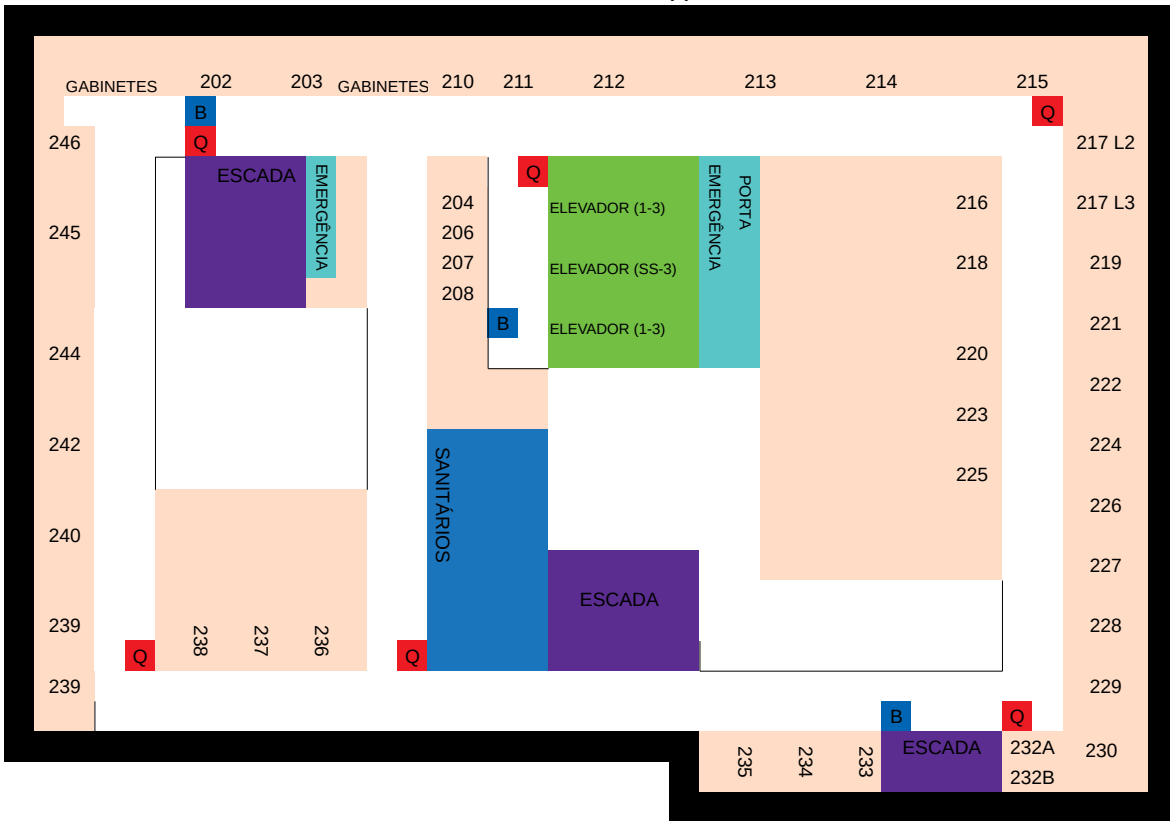 GABINETES 202 203 GABINETES 210 211 212 213 214 215
B Q
246 Q 217 L2
ESCADA EMERGÊNCIA Q EMERGÊNCIA PORTA
204 ELEVADOR (1-3) 216 217 L3
245 206
207 ELEVADOR (SS-3) 218 219
208
B ELEVADOR (1-3) 221
244 220
222
223
242 SANITÁRIOS 224
225
226
240
227
ESCADA
239 238 237 236 228
Q Q
239 229
B Q
235 234 233 ESCADA 232A 230
232B